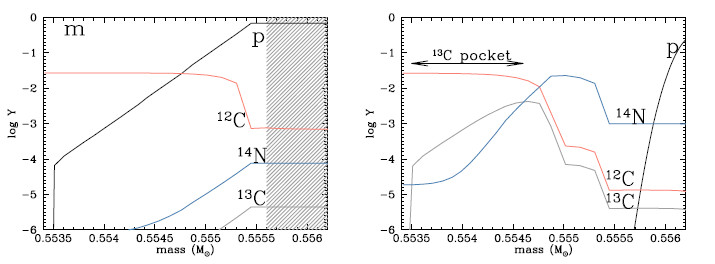 m
p
¹²C
¹⁴N
¹³C
log Y
0
-1
-2
-3
-4
-5
-6
0.5535
0.554
0.5545
0.555
0.5555
0.556
mass (M⊙)
¹³C pocket
p
¹⁴N
¹²C
¹³C
log Y
0
-1
-2
-3
-4
-5
-6
0.5535
0.554
0.5545
0.555
0.5555
0.556
mass (M⊙)